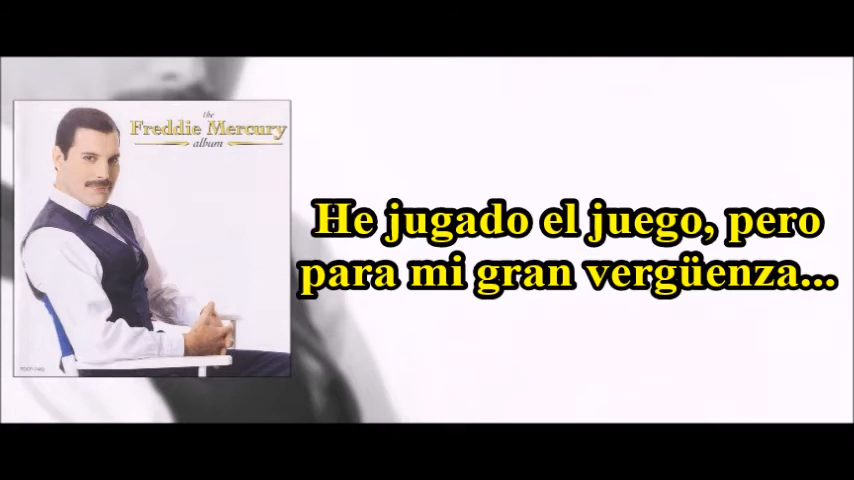 the
Freddie Mercury
album
He jugado el juego, pero
para mi gran vergüenza...